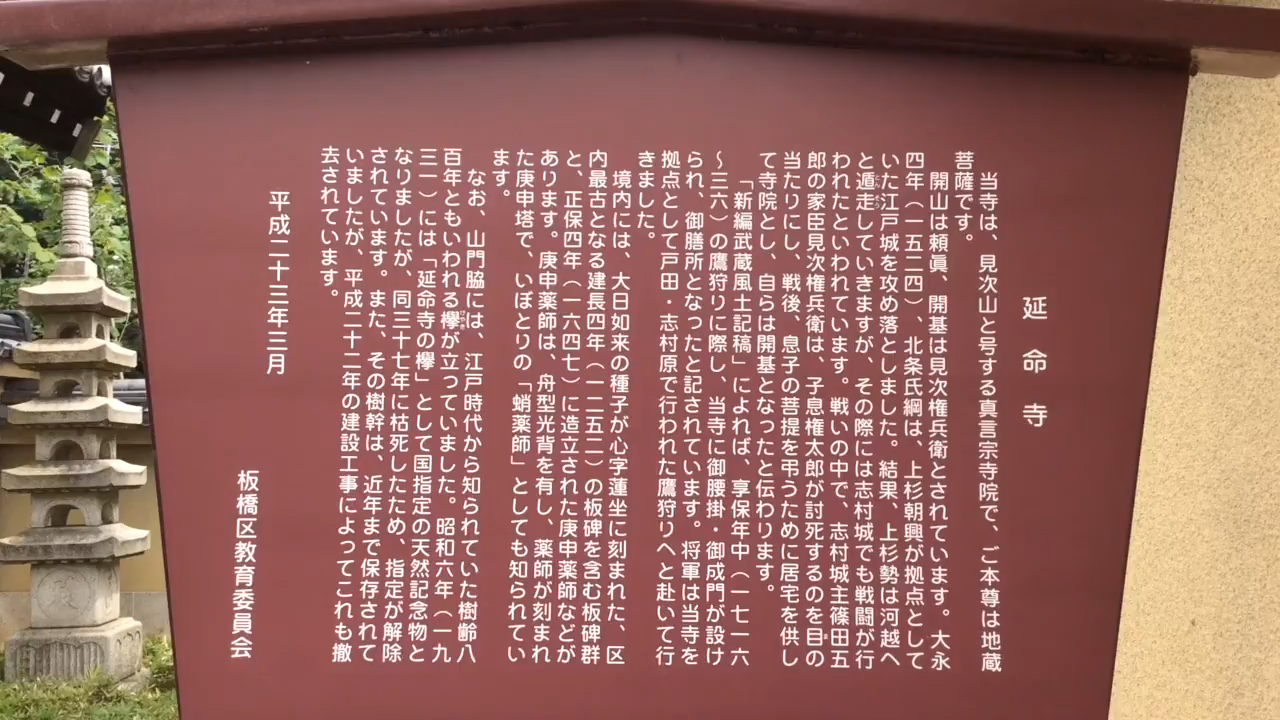 延命寺
当寺は、見次山と号する真言宗寺院で、ご本尊は地蔵
菩薩です。
開山は頼眞、開基は見次権兵衛とされています。大永
四年（一五二四）、北条氏綱は、上杉朝興が拠点として
いた江戸城を攻め落としました。結果、上杉勢は河越へ
と遁走していきますが、その際には志村城でも戦闘が行
われたといわれています。戦いの中で、志村城主篠田五
郎の家臣見次権兵衛は、子息権太郎が討死するのを目の
当たりにし、戦後、息子の菩提を弔うために居宅を供し
て寺院とし、自らは開基となったと伝わります。
「新編武蔵風土記稿」によれば、享保年中（一七一六
～三六）の鷹狩りに際し、当寺に御腰掛・御成門が設け
られ、御膳所となったと記されています。将軍は当寺を
拠点として戸田・志村原で行われた鷹狩りへと赴いて行
きました。
境内には、大日如来の種子が心字蓮坐に刻まれた、区
内最古となる建長四年（一二五二）の板碑を含む板碑群
と、正保四年（一六四七）に造立された庚申薬師などが
あります。庚申薬師は、舟型光背を有し、薬師が刻まれ
た庚申塔で、いぼとりの「蛸薬師」としても知られてい
ます。
なお、山門脇には、江戸時代から知られていた樹齢八
百年ともいわれる欅が立っていました。昭和六年（一九
三一）には「延命寺の欅」として国指定の天然記念物と
なりましたが、同三十七年に枯死したため、指定が解除
されています。また、その樹幹は、近年まで保存されて
いましたが、平成二十二年の建設工事によってこれも撤
去されています。
平成二十三年三月
板橋区教育委員会